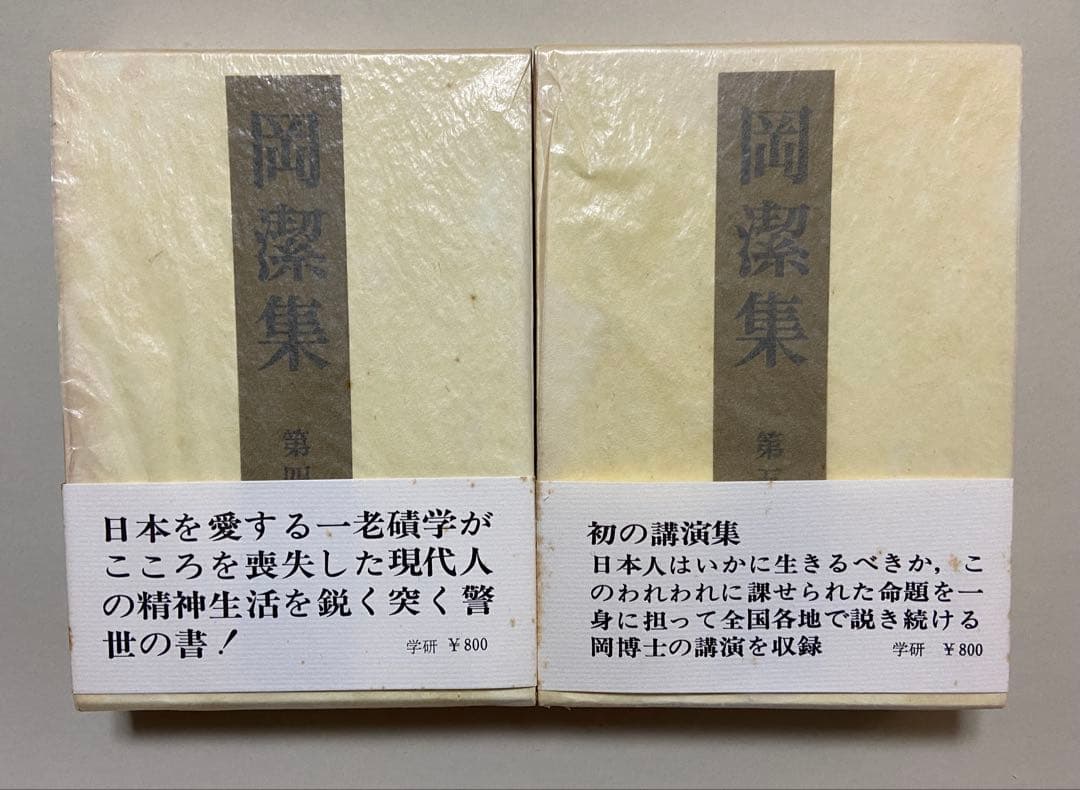 岡潔集
第四
日本を愛する一老磧学が
こころを喪失した現代人
の精神生活を鋭く突く警
世の書!
学研 ¥800
岡潔集
第五
初の講演集
日本人はいかに生きるべきか,こ
のわれわれに課せられた命題を一
身に担って全国各地で説き続ける
岡博士の講演を収録
学研 ¥800